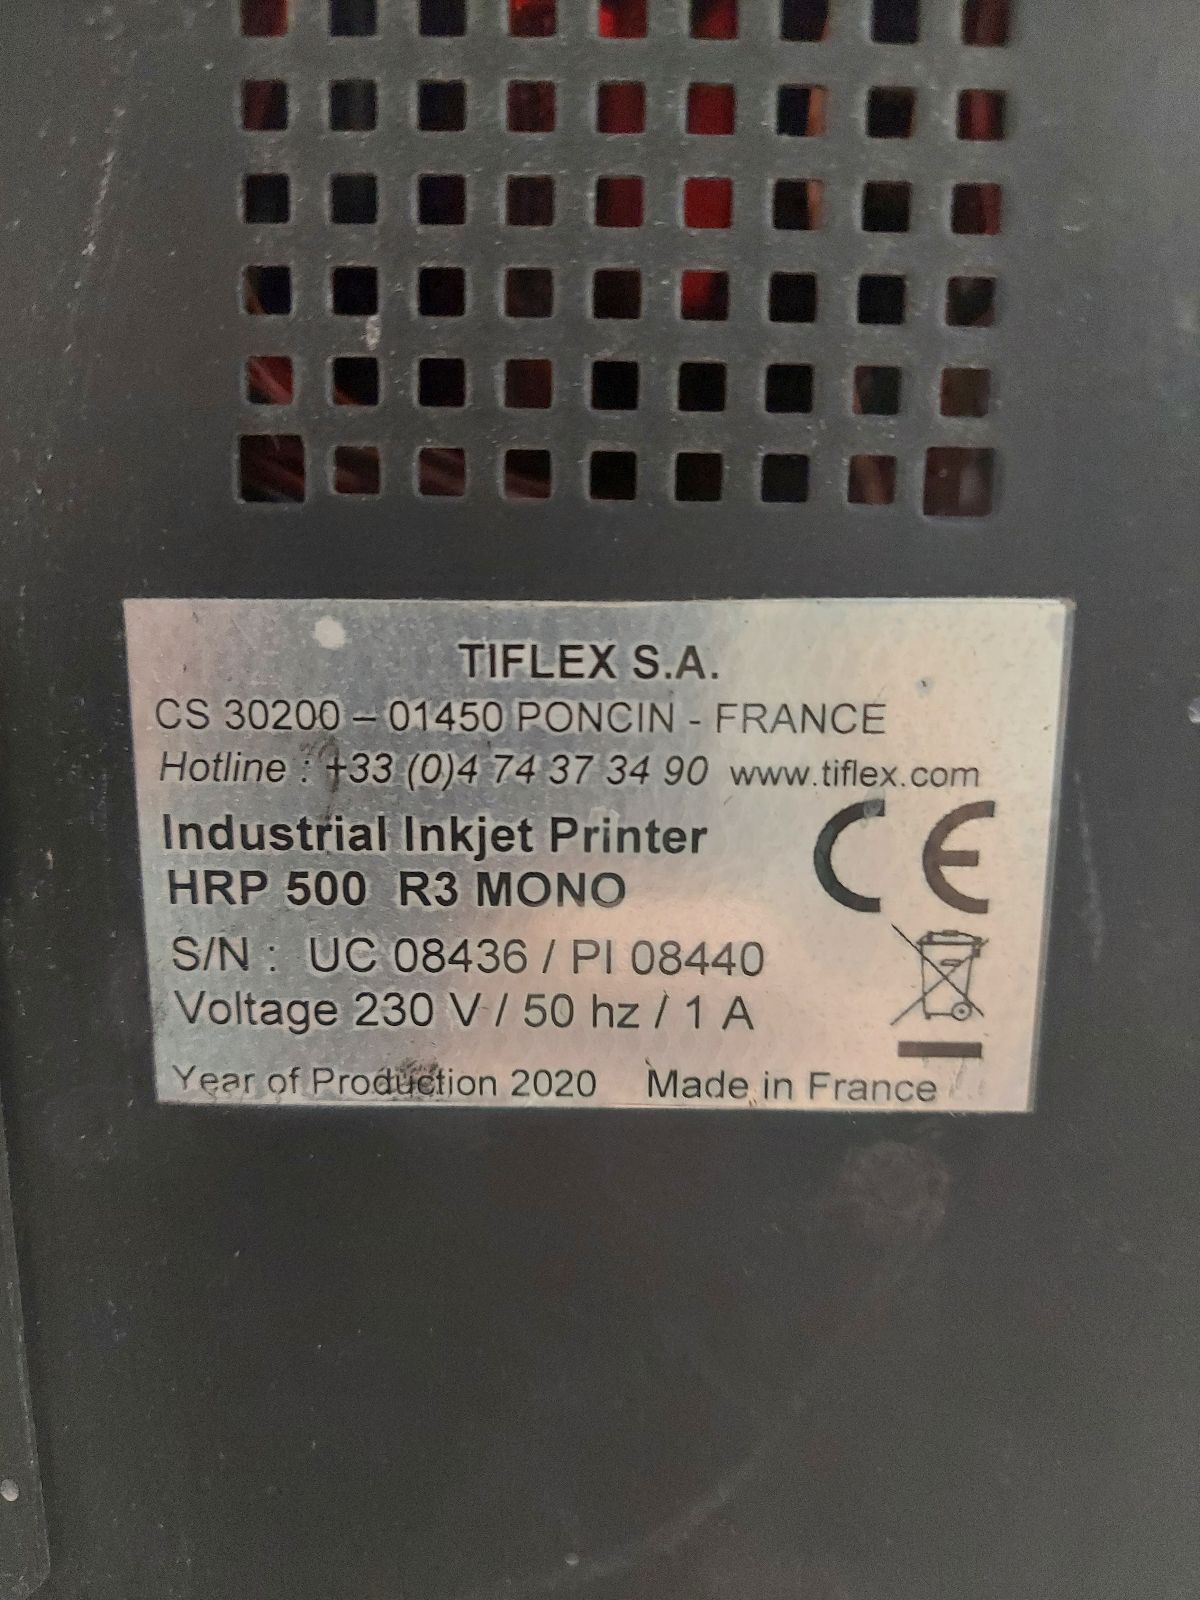 TIFLEX S.A.
CS 30200 – 01450 PONCIN - FRANCE
Hotline : +33 (0)4 74 37 34 90 www.tiflex.com
Industrial Inkjet Printer
HRP 500 R3 MONO
CE
S/N : UC 08436 / PI 08440
Voltage 230 V / 50 hz / 1 A
Year of Production 2020 Made in France